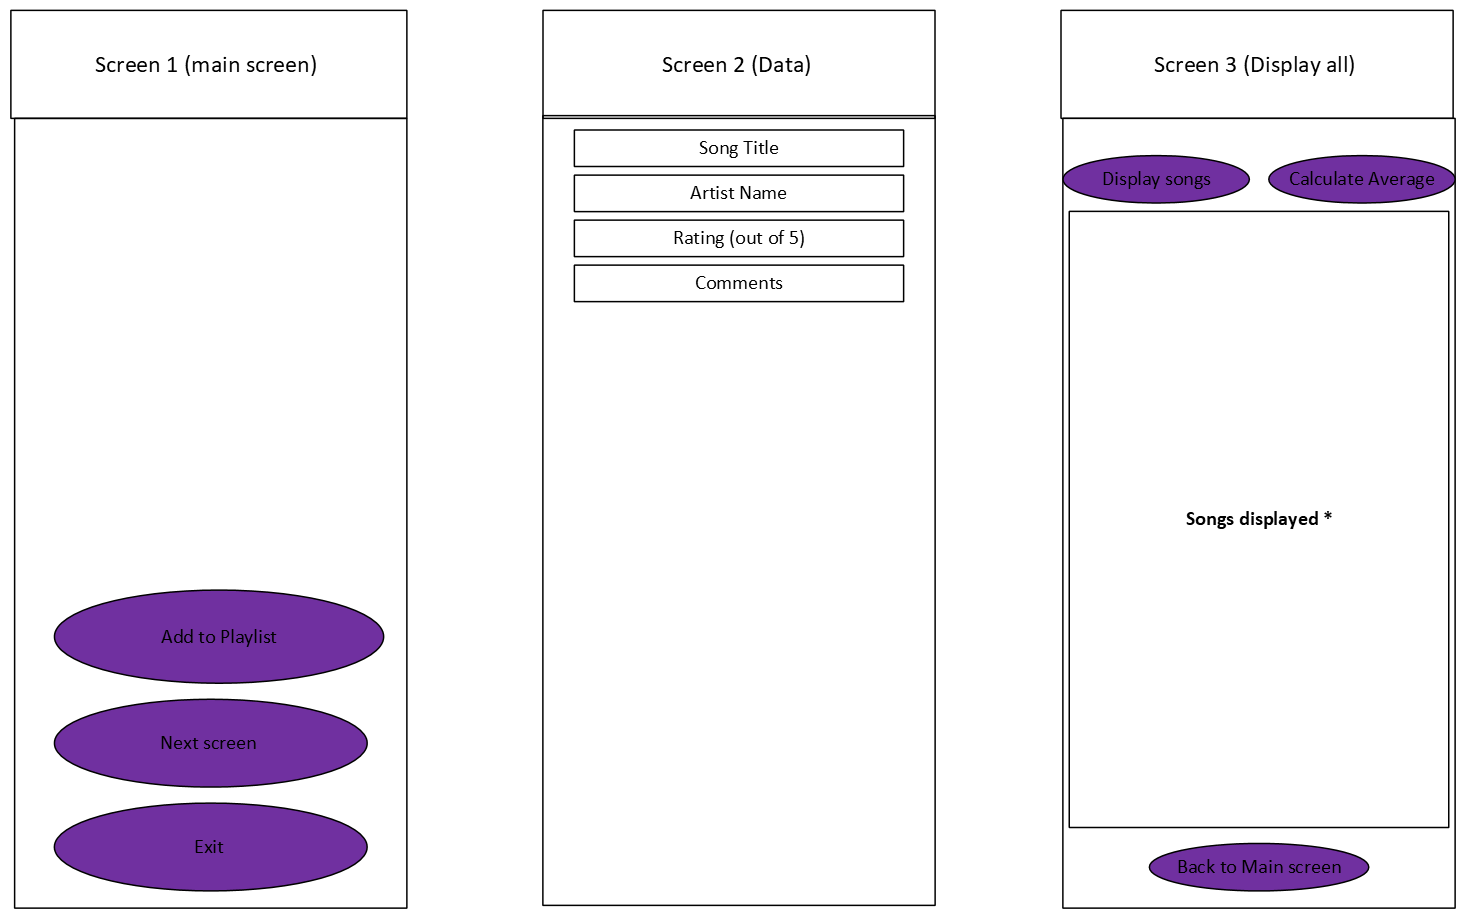 Screen 1 (main screen)
Add to Playlist
Next screen
Exit
Screen 2 (Data)
Song Title
Artist Name
Rating (out of 5)
Comments
Screen 3 (Display all)
Display songs
Calculate Average
Songs displayed *
Back to Main screen